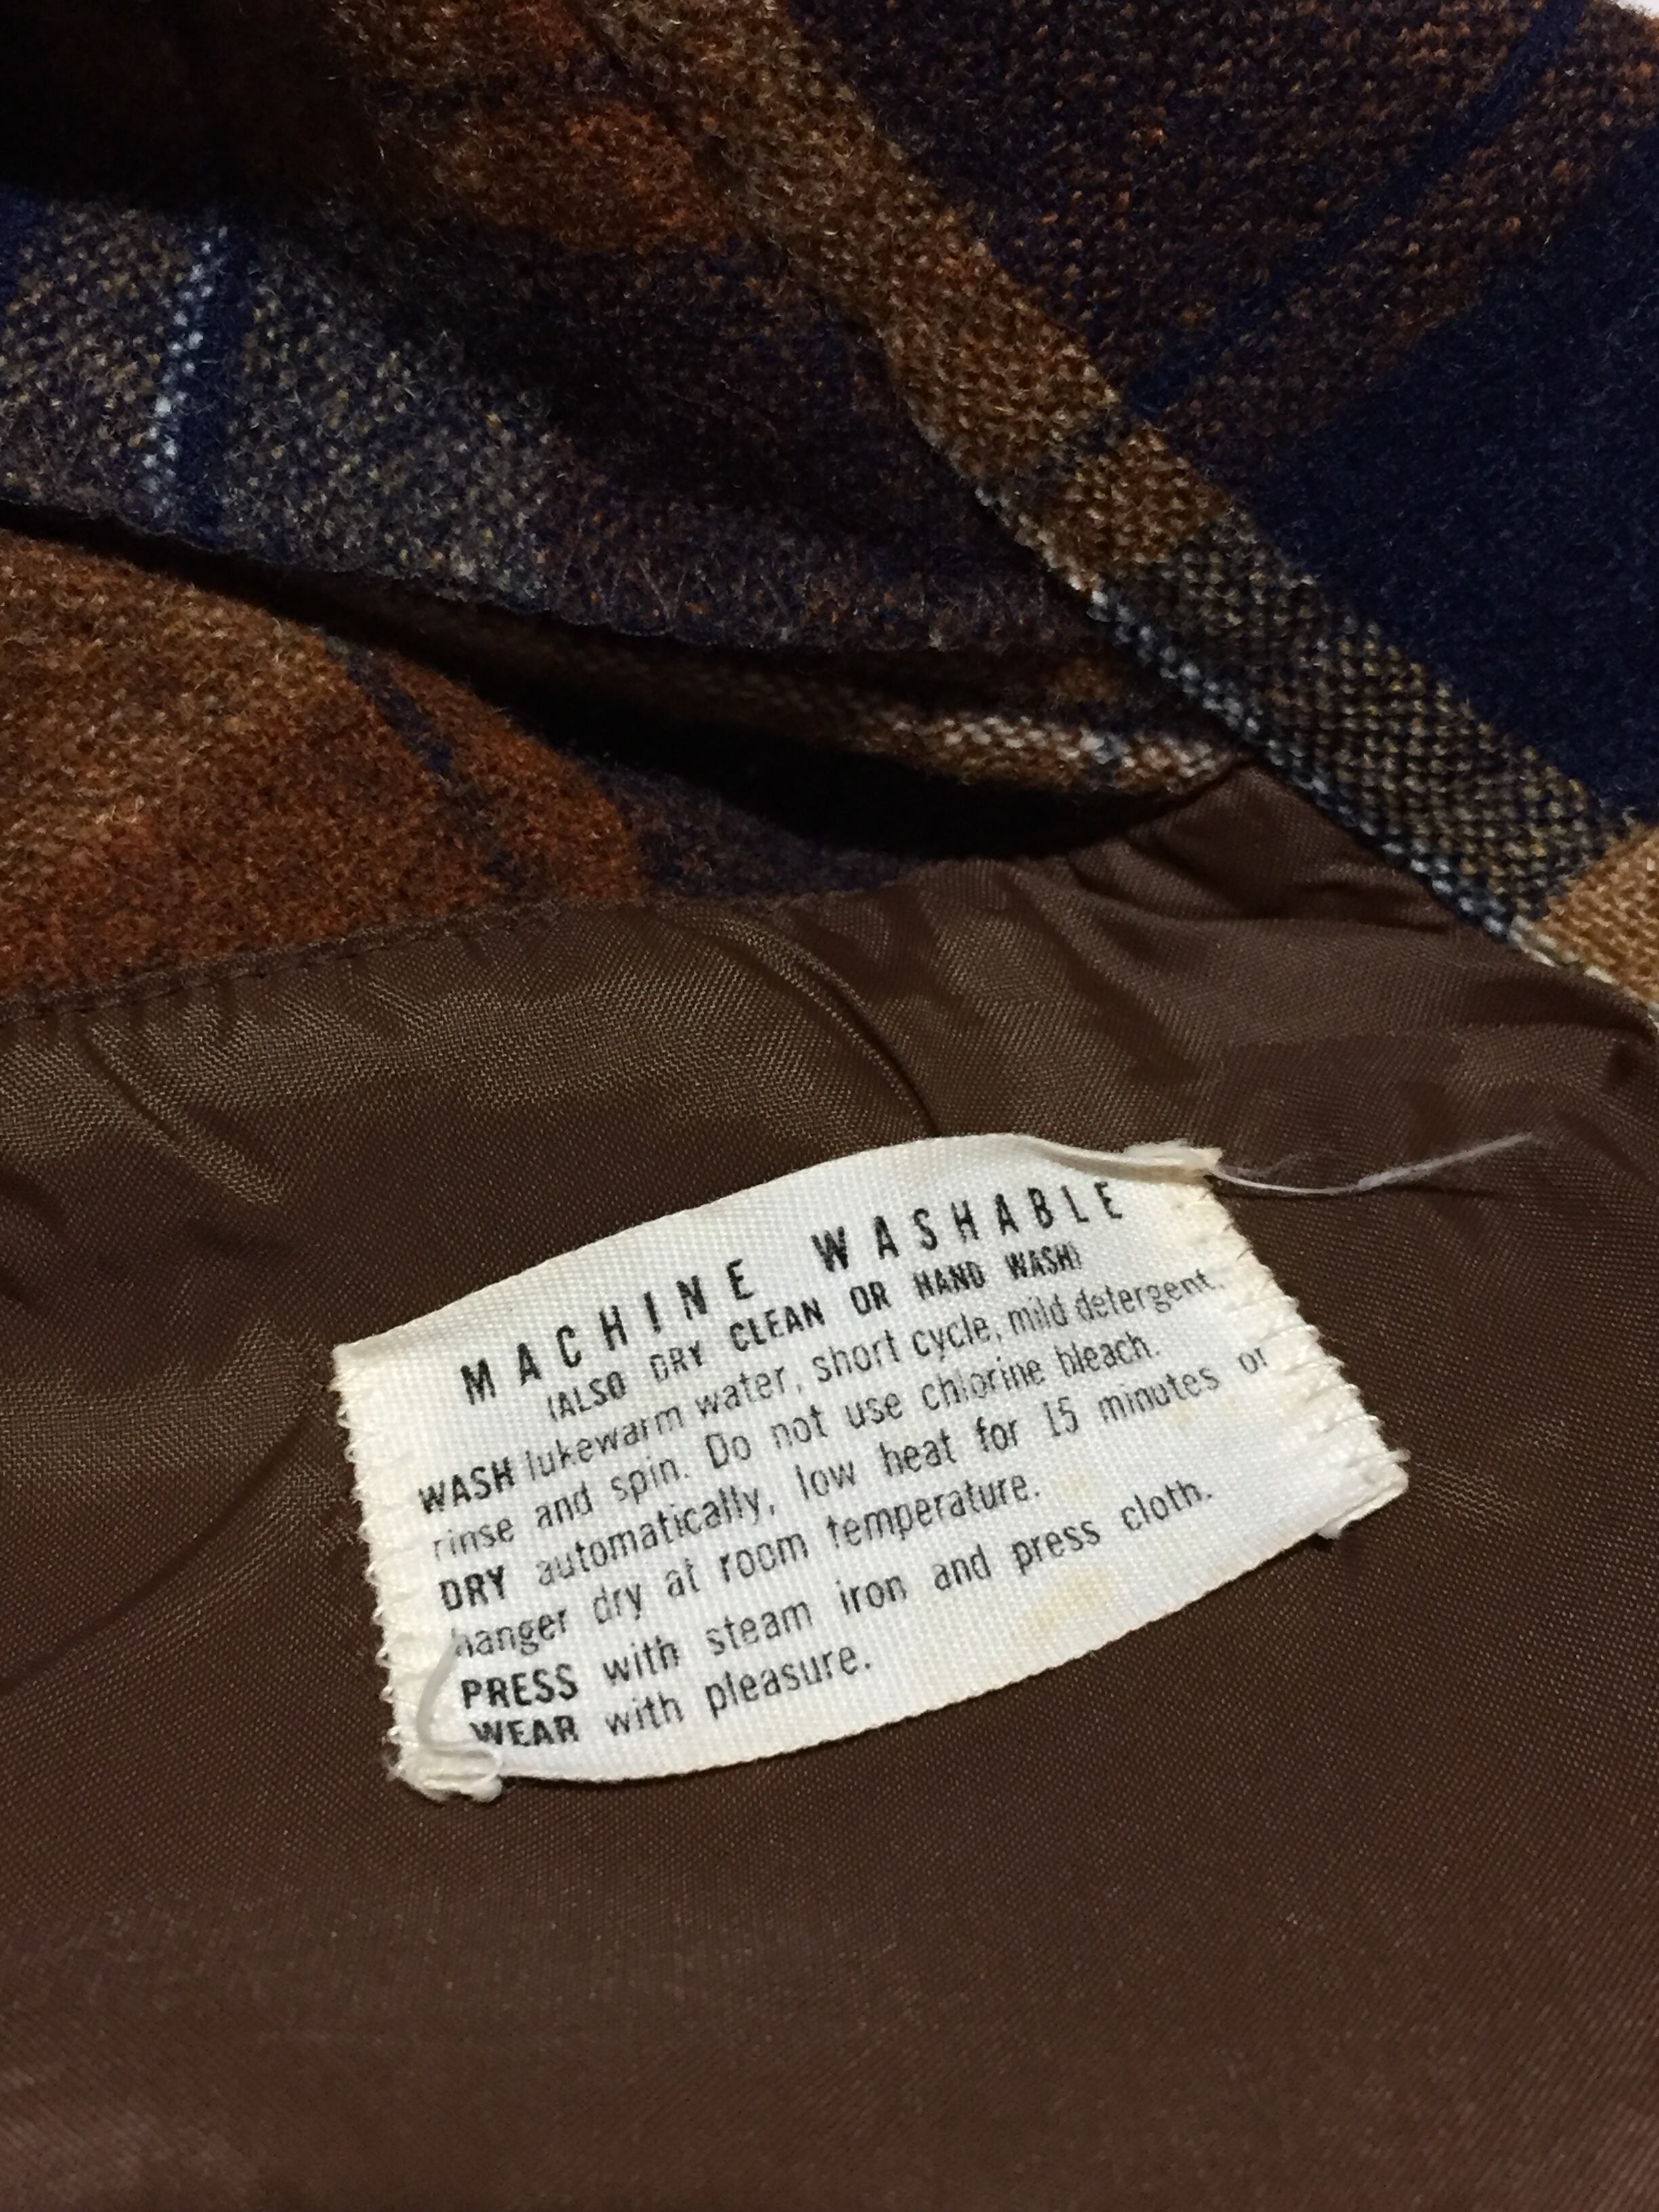 MACHINE WASHABLE
(ALSO DRY CLEAN OR HAND WASH)
WASH lukewarm water, short cycle, mild detergent,
rinse and spin. Do not use chlorine bleach.
DRY automatically, low heat for 15 minutes or
hanger dry at room temperature.
PRESS with steam iron and press cloth.
WEAR with pleasure.